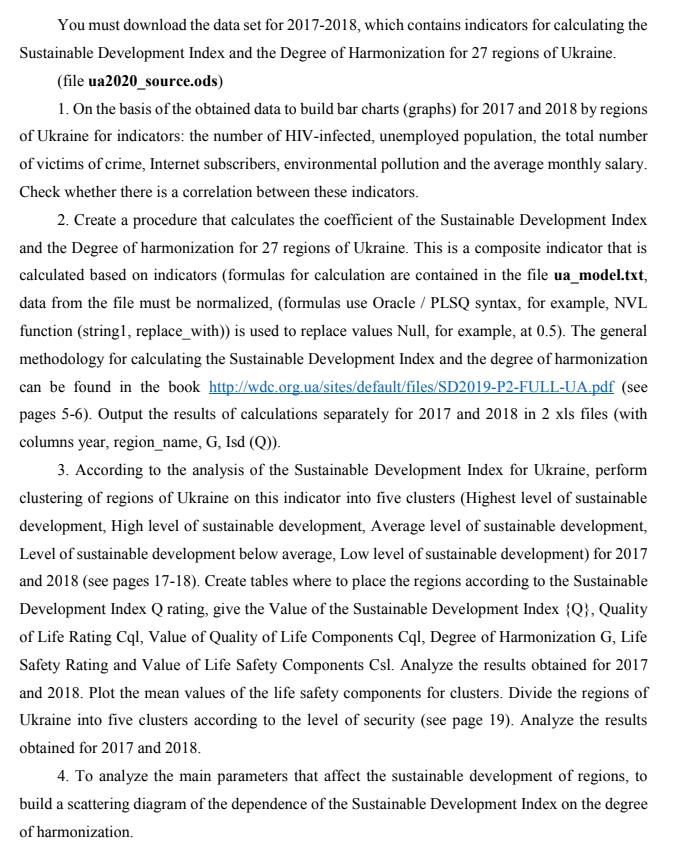 You must download the data set for 2017-2018, which contains indicators for calculating the
Sustainable Development Index and the Degree of Harmonization for 27 regions of Ukraine.
(file ua2020_source.ods)
1. On the basis of the obtained data to build bar charts (graphs) for 2017 and 2018 by regions
of Ukraine for indicators: the number of HIV-infected, unemployed population, the total number
of victims of crime, Internet subscribers, environmental pollution and the average monthly salary.
Check whether there is a correlation between these indicators.
2. Create a procedure that calculates the coefficient of the Sustainable Development Index
and the Degree of harmonization for 27 regions of Ukraine. This is a composite indicator that is
calculated based on indicators (formulas for calculation are contained in the file ua_model.txt,
data from the file must be normalized, (formulas use Oracle / PLSQ syntax, for example, NVL
function (string1, replace_with)) is used to replace values Null, for example, at 0.5). The general
methodology for calculating the Sustainable Development Index and the degree of harmonization
can be found in the book http://wdc.org.ua/sites/default/files/SD2019-P2-FULL-UA.pdf (see
pages 5-6). Output the results of calculations separately for 2017 and 2018 in 2 xls files (with
columns year, region_name, G, Isd (Q)).
3. According to the analysis of the Sustainable Development Index for Ukraine, perform
clustering of regions of Ukraine on this indicator into five clusters (Highest level of sustainable
development, High level of sustainable development, Average level of sustainable development,
Level of sustainable development below average, Low level of sustainable development) for 2017
and 2018 (see pages 17-18). Create tables where to place the regions according to the Sustainable
Development Index Q rating, give the Value of the Sustainable Development Index {Q}, Quality
of Life Rating Cql, Value of Quality of Life Components Cql, Degree of Harmonization G, Life
Safety Rating and Value of Life Safety Components Csl. Analyze the results obtained for 2017
and 2018. Plot the mean values of the life safety components for clusters. Divide the regions of
Ukraine into five clusters according to the level of security (see page 19). Analyze the results
obtained for 2017 and 2018.
4. To analyze the main parameters that affect the sustainable development of regions, to
build a scattering diagram of the dependence of the Sustainable Development Index on the degree
of harmonization.